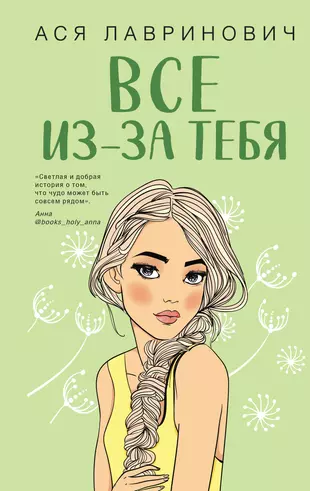 АСЯ ЛАВРИНОВИЧ
ВСЕ
ИЗ-ЗА ТЕБЯ
«Светлая и добрая
история о том,
что чудо может быть
совсем рядом».
Анна
@books_holy_anna